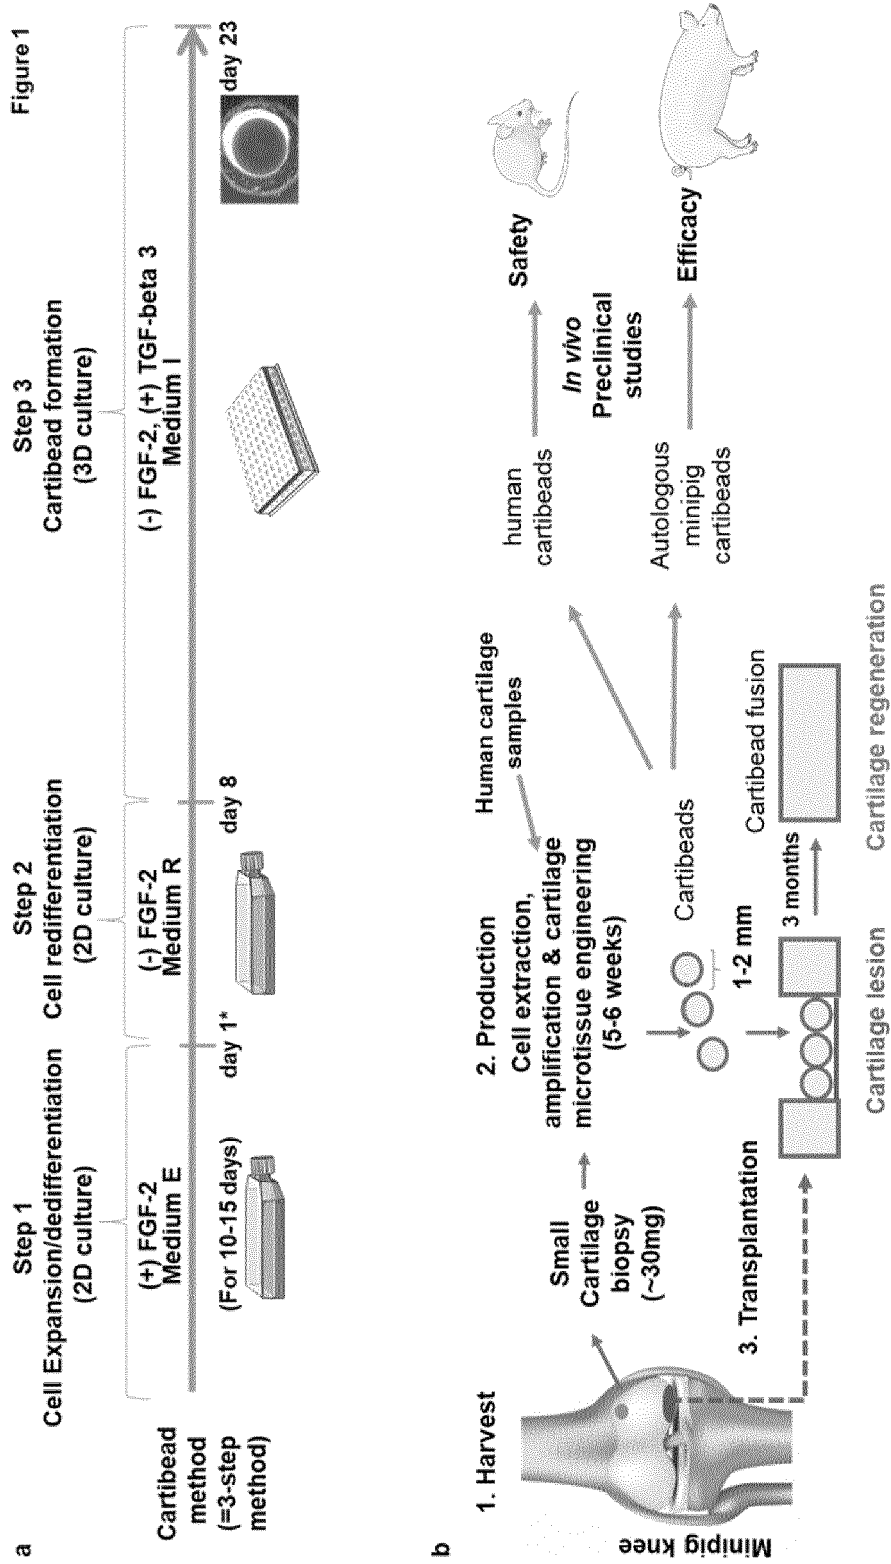 Figure 1
a
Cartibead
method
(=3-step
method)
Step 1
Cell Expansion/dedifferentiation
(2D culture)
(+) FGF-2
Medium E
(For 10-15 days)
day 1*
Step 2
Cell redifferentiation
(2D culture)
(-) FGF-2
Medium R
day 8
Step 3
Cartibead formation
(3D culture)
(-) FGF-2, (+) TGF-beta 3
Medium I
day 23
b
1. Harvest
Minipig knee
Small
Cartilage
biopsy
(~30mg)
2. Production
Cell extraction,
amplification & cartilage
microtissue engineering
(5-6 weeks)
Human cartilage
samples
Cartibeads
1-2 mm
3. Transplantation
Cartilage lesion
3 months
Cartibead fusion
Cartilage regeneration
human
cartibeads
Autologous
minipig
cartibeads
In vivo
Preclinical
studies
Safety
Efficacy